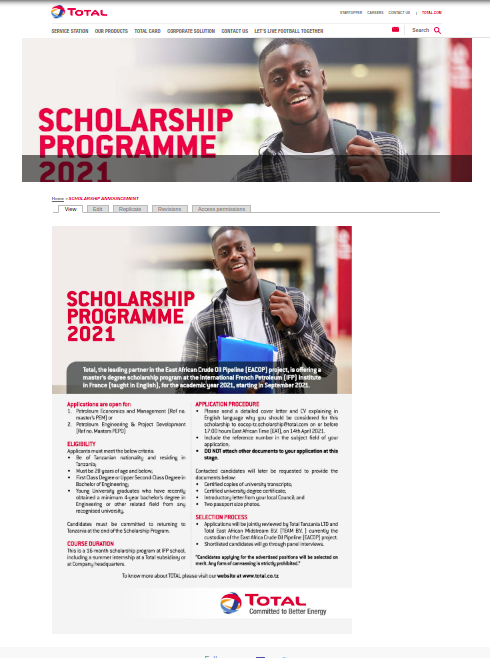 TOTAL
STARTUPPER CAREERS CONTACT US | TOTAL.COM
SERVICE STATION OUR PRODUCTS TOTAL CARD CORPORATE SOLUTION CONTACT US LET'S LIVE FOOTBALL TOGETHER
Search
SCHOLARSHIP
PROGRAMME
2021
Home » SCHOLARSHIP ANNOUNCEMENT
View Edit Replicate Revisions Access permissions
SCHOLARSHIP
PROGRAMME
2021
Total, the leading partner in the East African Crude Oil Pipeline (EACOP) project, is offering a
master's degree scholarship program at the International French Petroleum (IFP) Institute
in France (taught in English), for the academic year 2021, starting in September 2021.
Applications are open for:
1. Petroleum Economics and Management (Ref no.
master's PEM) or
2. Petroleum Engineering & Project Development
(Ref no. Masters PEPD)
ELIGIBILITY
Applicants must meet the below criteria:
• Be of Tanzanian nationality and residing in
Tanzania;
• Must be 28 years of age and below;
• First Class Degree or Upper Second Class Degree in
Bachelor of Engineering;
• Young University graduates who have recently
obtained a minimum 4-year bachelor's degree in
Engineering or other related field from any
recognised university.
Candidates must be committed to returning to
Tanzania at the end of the Scholarship Program.
COURSE DURATION
This is a 16-month scholarship program at IFP school,
including a summer internship at a Total subsidiary or
at Company headquarters.
APPLICATION PROCEDURE
• Please send a detailed cover letter and CV explaining in
English language why you should be considered for this
scholarship to eacop-tz.scholarship@total.com on or before
17:00 hours East African Time (EAT), on 14th April 2021.
• Include the reference number in the subject field of your
application;
• DO NOT attach other documents to your application at this
stage.
Contacted candidates will later be requested to provide the
documents below:
• Certified copies of university transcripts;
• Certified university degree certificate;
• Introductory letter from your local Council; and
• Two passport size photos.
SELECTION PROCESS
• Applications will be jointly reviewed by Total Tanzania LTD and
Total East African Midstream B.V. (TEAM B.V. ) currently the
custodian of the East Africa Crude Oil Pipeline (EACOP) project.
• Shortlisted candidates will go through panel interviews.
"Candidates applying for the advertised positions will be selected on
merit. Any form of canvassing is strictly prohibited."
To know more about TOTAL please visit our website at www.total.co.tz
TOTAL
Committed to Better Energy